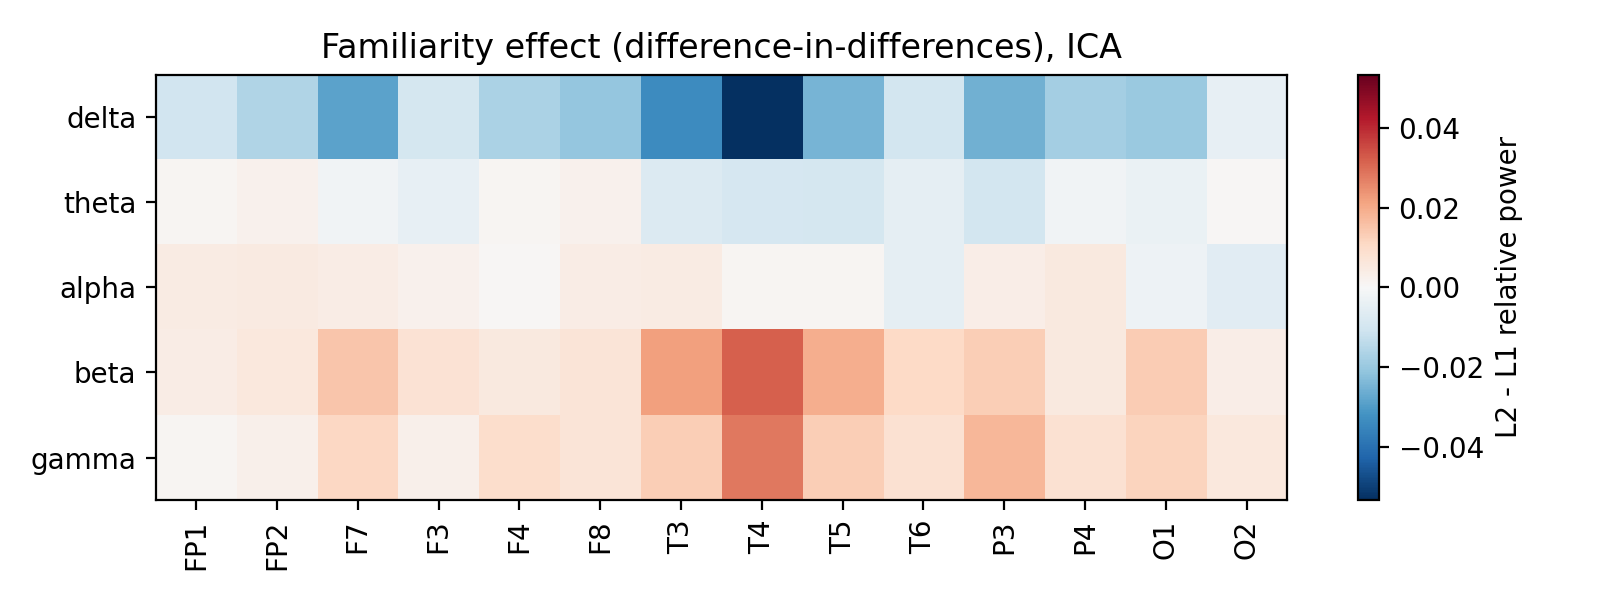 Familiarity effect (difference-in-differences), ICA
delta
theta
alpha
beta
gamma
FP1 FP2 F7 F3 F4 F8 T3 T4 T5 T6 P3 P4 O1 O2
0.04
0.02
0.00
−0.02
−0.04
L2 - L1 relative power